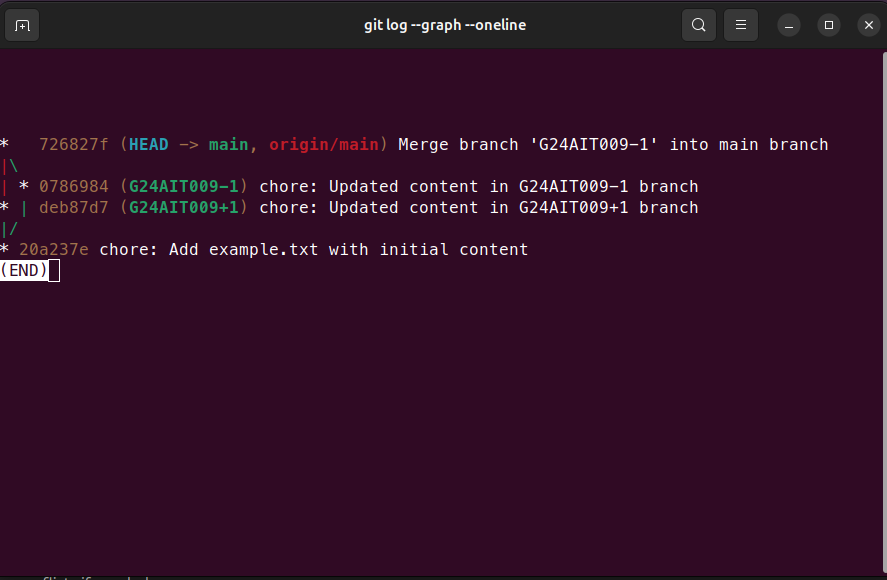 git log --graph --oneline
*   726827f (HEAD -> main, origin/main) Merge branch 'G24AIT009-1' into main branch
|\
| * 0786984 (G24AIT009-1) chore: Updated content in G24AIT009-1 branch
* | deb87d7 (G24AIT009+1) chore: Updated content in G24AIT009+1 branch
|/
* 20a237e chore: Add example.txt with initial content
(END)